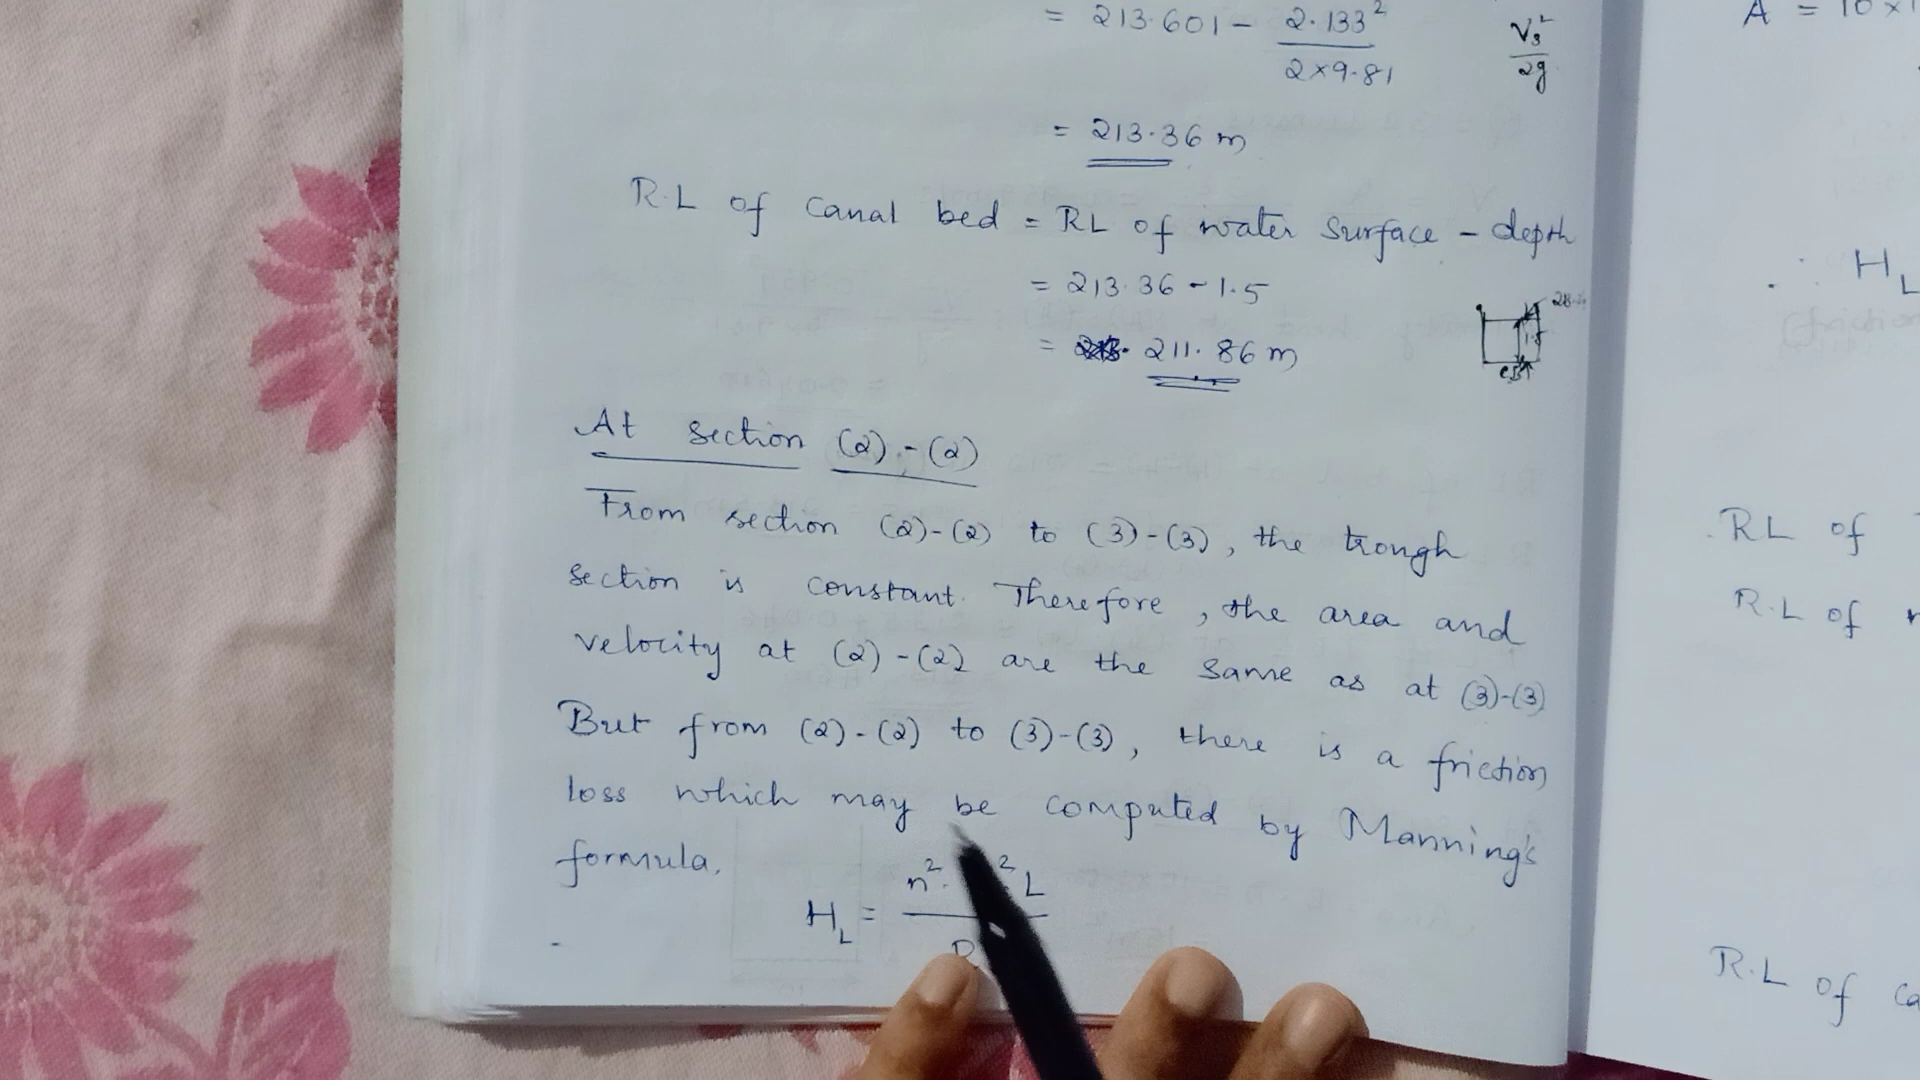 = 213.601 - 2.133² / 2×9.81
V₃² / 2g
= 213.36 m
R.L of canal bed = RL of water surface - depth
= 213.36 - 1.5
= 211.86 m
At section (2)-(2)
From section (2)-(2) to (3)-(3), the trough
section is constant. Therefore, the area and
velocity at (2)-(2) are the same as at (3)-(3)
But from (2)-(2) to (3)-(3), there is a friction
loss which may be computed by Manning's
formula.
H_L = n². ² L
A = 10 ×
H_L
RL of
R.L of
R.L of